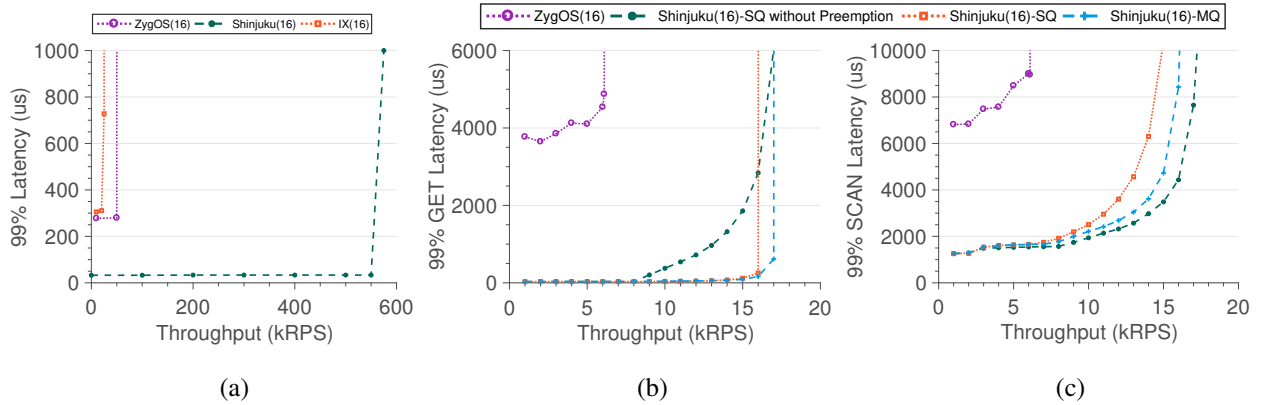 ZygOS(16) Shinjuku(16) IX(16)
1000
800
600
400
200
0
0 200 400 600
99% Latency (us)
Throughput (kRPS)
(a)
ZygOS(16) Shinjuku(16)-SQ without Preemption Shinjuku(16)-SQ Shinjuku(16)-MQ
6000
4000
2000
0
0 5 10 15 20
99% GET Latency (us)
Throughput (kRPS)
(b)
10000
8000
6000
4000
2000
0
0 5 10 15 20
99% SCAN Latency (us)
Throughput (kRPS)
(c)